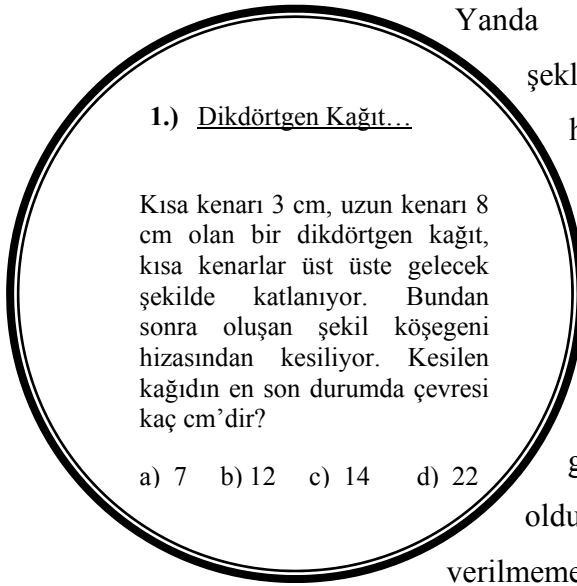 Yanda
şekl
1.) Dikdörtgen Kağıt…
Kısa kenarı 3 cm, uzun kenarı 8
cm olan bir dikdörtgen kağıt,
kısa kenarlar üst üste gelecek
şekilde katlanıyor. Bundan
sonra oluşan şekil köşegeni
hizasından kesiliyor. Kesilen
kağıdın en son durumda çevresi
kaç cm’dir?
a) 7 b) 12 c) 14 d) 22
g
oldu
verilmeme